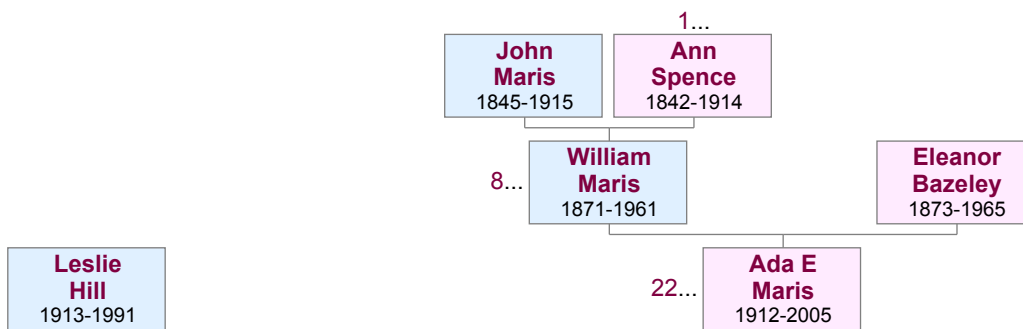 1...
John
Maris
1845-1915
Ann
Spence
1842-1914
8...
William
Maris
1871-1961
Eleanor
Bazeley
1873-1965
Leslie
Hill
1913-1991
22...
Ada E
Maris
1912-2005